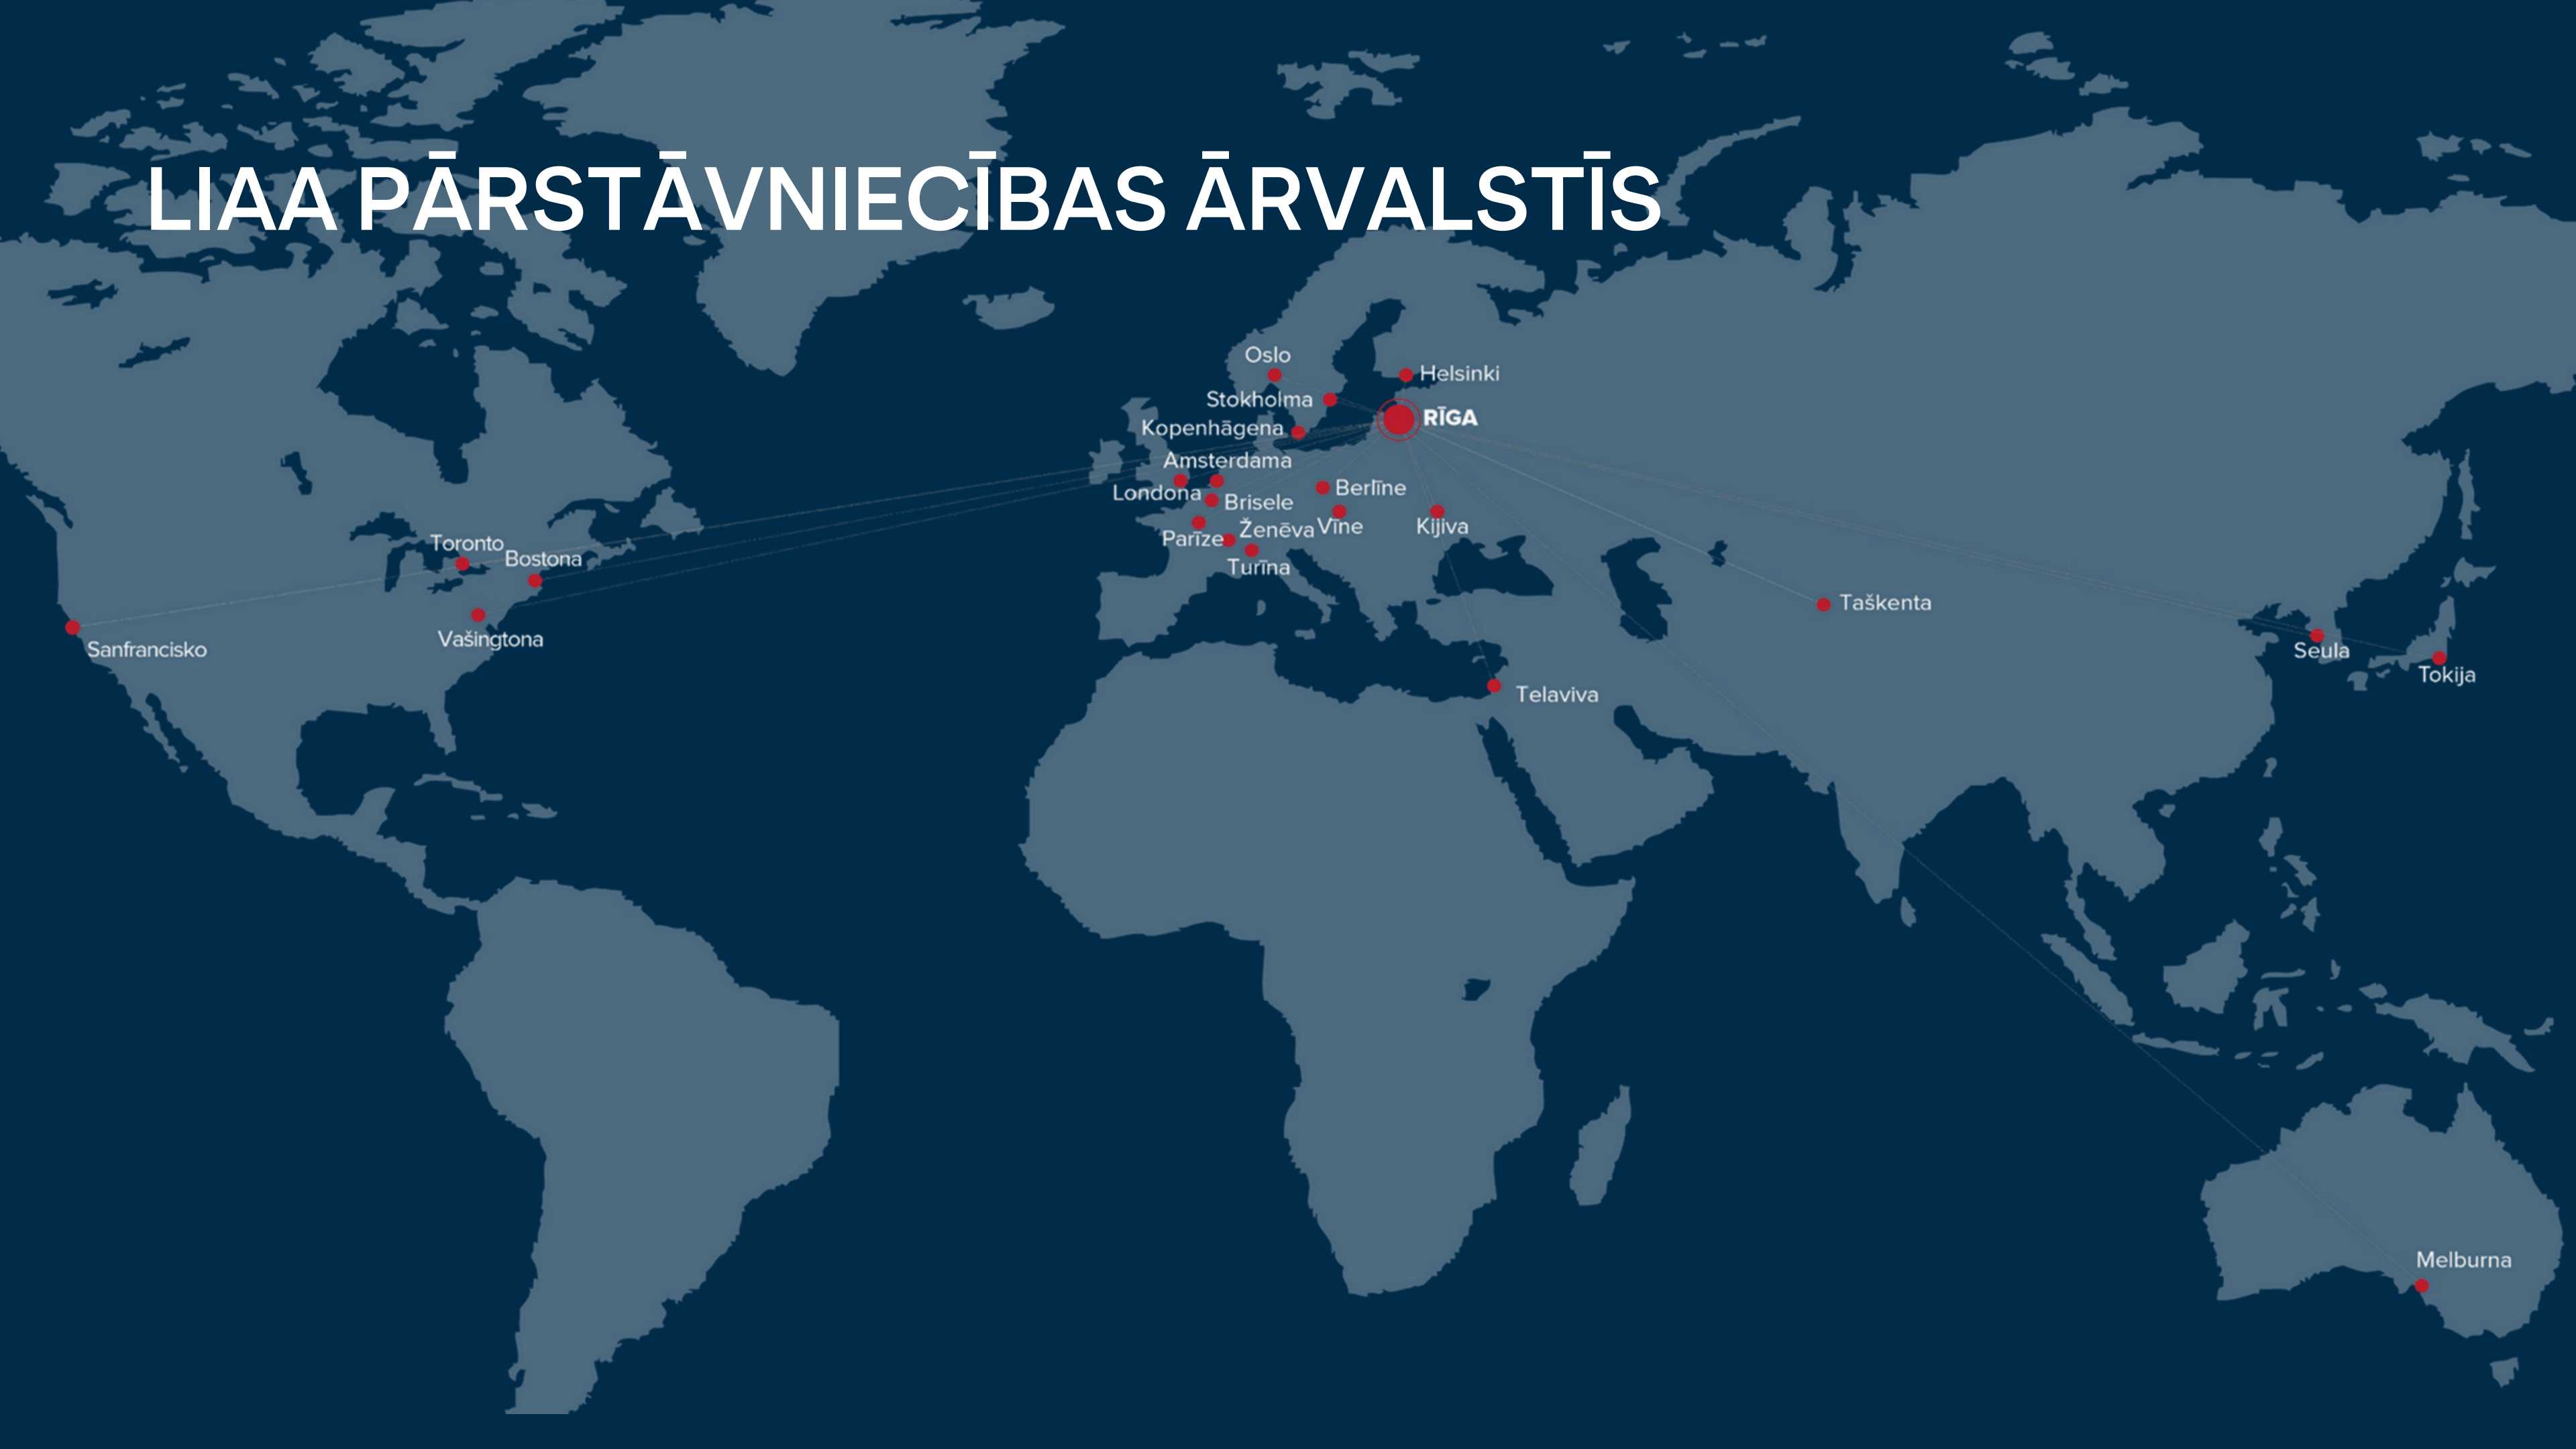 LIAA PĀRSTĀVNIECĪBAS ĀRVALSTĪS
Oslo
Helsinki
Stokholma
RĪGA
Kopenhāgena
Amsterdama
Londona
Berlīne
Brisele
Parīze
Ženēva
Vīne
Kijiva
Turīna
Toronto
Bostona
Vašingtona
Sanfrancisko
Taškenta
Seula
Tokija
Telaviva
Melburna